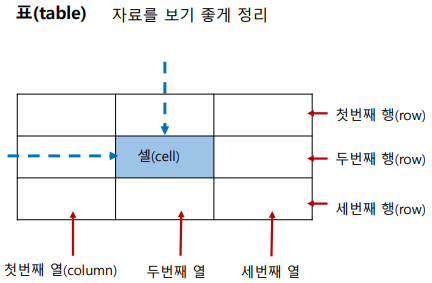 표(table) 자료를 보기 좋게 정리
첫번째 행(row)
셀(cell)
두번째 행(row)
세번째 행(row)
첫번째 열(column) 두번째 열 세번째 열